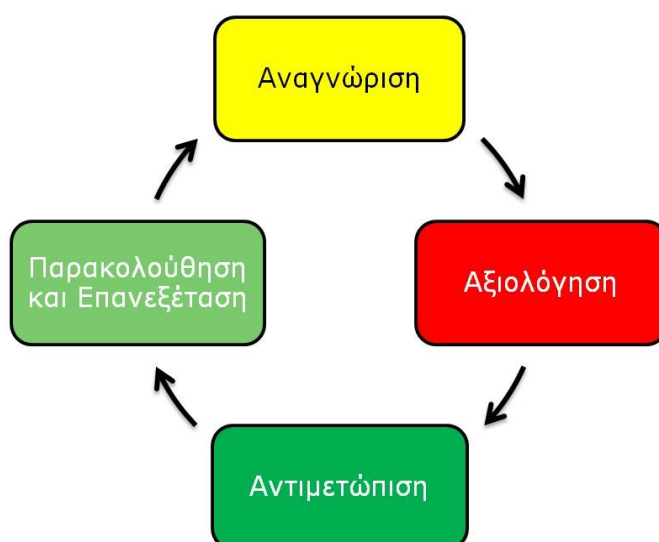 Αναγνώριση
Αξιολόγηση
Αντιμετώπιση
Παρακολούθηση
και Επανεξέταση